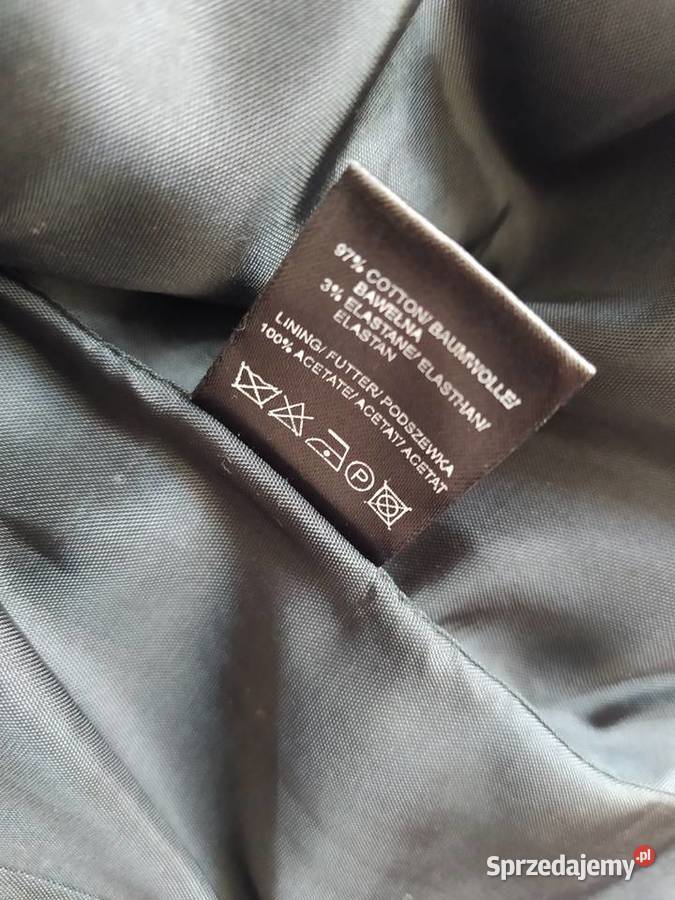 97% COTTON/ BAUMWOLLE/
BAWEŁNA
3% ELASTANE/ ELASTHAN/
ELASTAN
LINING/ FUTTER/ PODSZEWKA
100% ACETATE/ ACETAT/ ACETAT
P
Sprzedajemy.pl